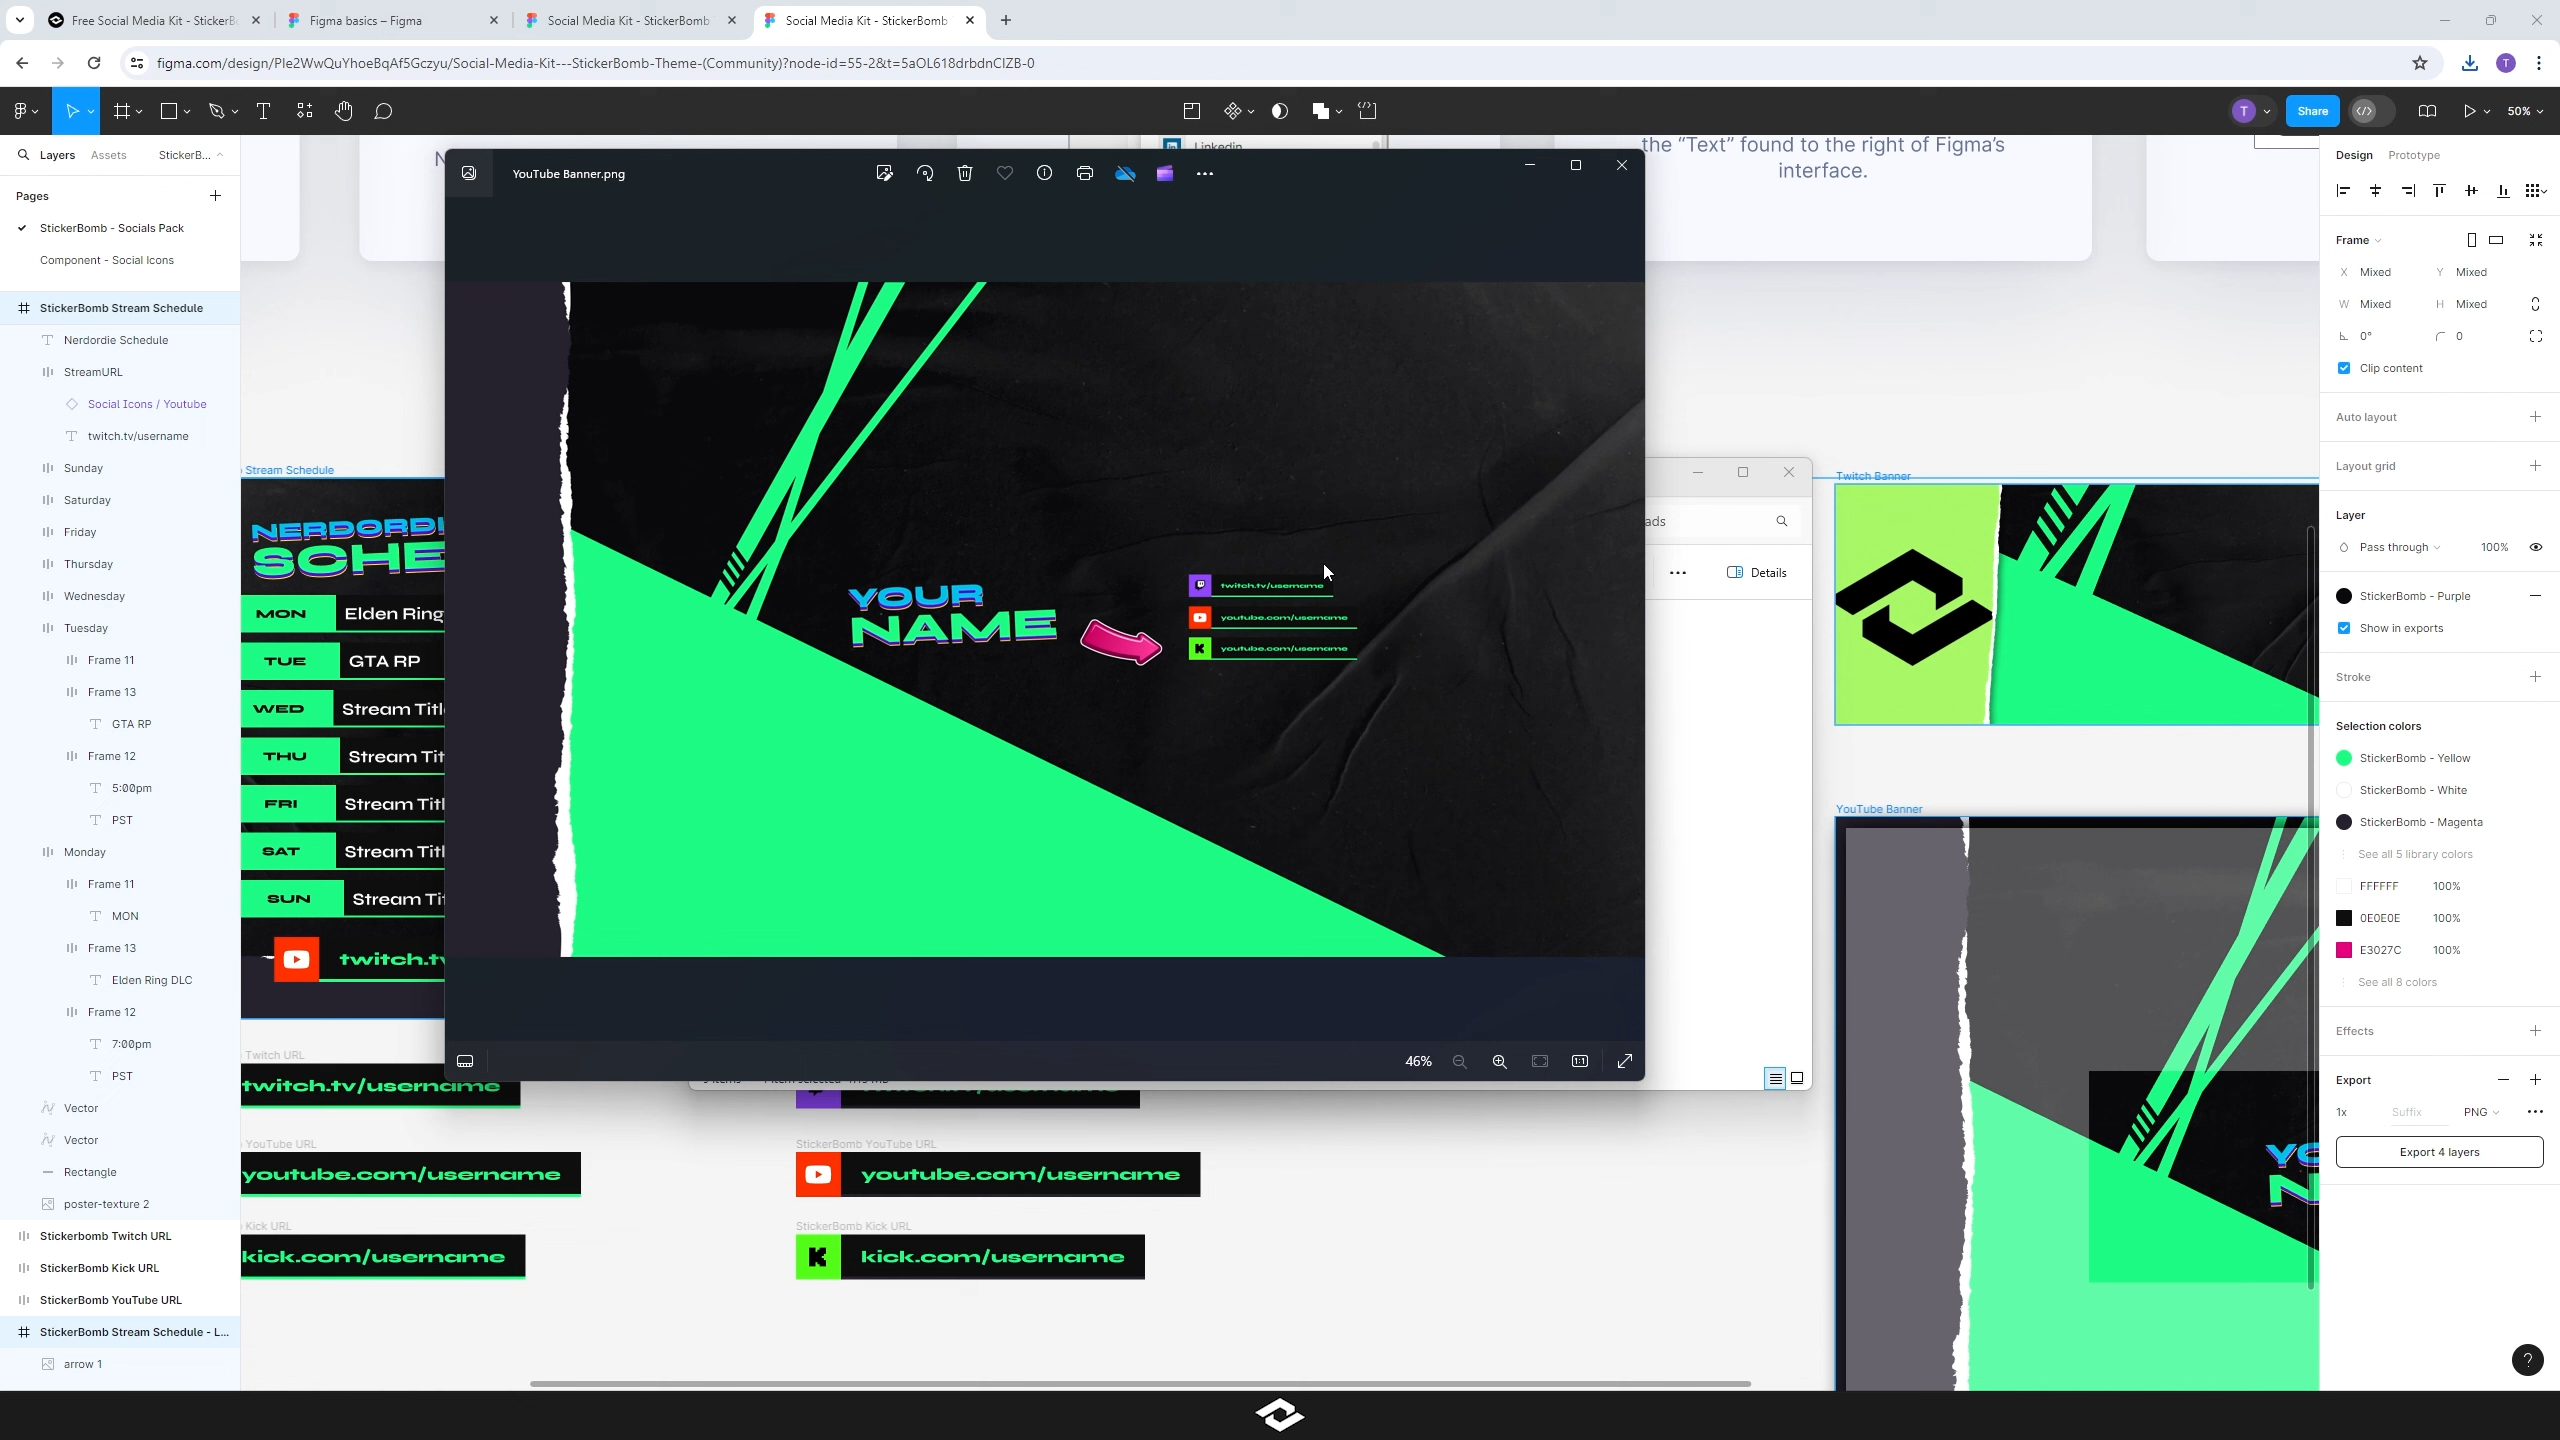 Free Social Media Kit - StickerB
Figma basics – Figma
Social Media Kit - StickerBomb
Social Media Kit - StickerBomb
figma.com/design/PIe2WwQuYhoeBqAf5Gczyu/Social-Media-Kit---StickerBomb-Theme-(Community)?node-id=55-2&t=5aOL618drbdnCIZB-0
T
T
Share
50%
Layers
Assets
StickerB...
Pages
StickerBomb - Socials Pack
Component - Social Icons
StickerBomb Stream Schedule
Nerdordie Schedule
StreamURL
Social Icons / Youtube
twitch.tv/username
Sunday
Saturday
Friday
Thursday
Wednesday
Tuesday
Frame 11
Frame 13
GTA RP
Frame 12
5:00pm
PST
Monday
Frame 11
MON
Frame 13
Elden Ring DLC
Frame 12
7:00pm
PST
Vector
Vector
Rectangle
poster-texture 2
Stickerbomb Twitch URL
StickerBomb Kick URL
StickerBomb YouTube URL
StickerBomb Stream Schedule - L...
arrow 1
Linkedin
the “Text” found to the right of Figma’s
interface.
YouTube Banner.png
YOUR
NAME
twitch.tv/username
youtube.com/username
youtube.com/username
46%
Details
Stream Schedule
MON
Elden Ring
TUE
GTA RP
WED
THU
FRI
SAT
SUN
Twitch URL
twitch.tv/username
YouTube URL
youtube.com/username
Kick URL
kick.com/username
StickerBomb YouTube URL
youtube.com/username
StickerBomb Kick URL
kick.com/username
Twitch Banner
YouTube Banner
Design
Prototype
Frame
X Mixed
Y Mixed
W Mixed
H Mixed
0°
0
Clip content
Auto layout
Layout grid
Layer
Pass through
100%
StickerBomb - Purple
Show in exports
Stroke
Selection colors
StickerBomb - Yellow
StickerBomb - White
StickerBomb - Magenta
See all 5 library colors
FFFFFF 100%
0E0E0E 100%
E3027C 100%
See all 8 colors
Effects
Export
1x
Suffix
PNG
Export 4 layers
?